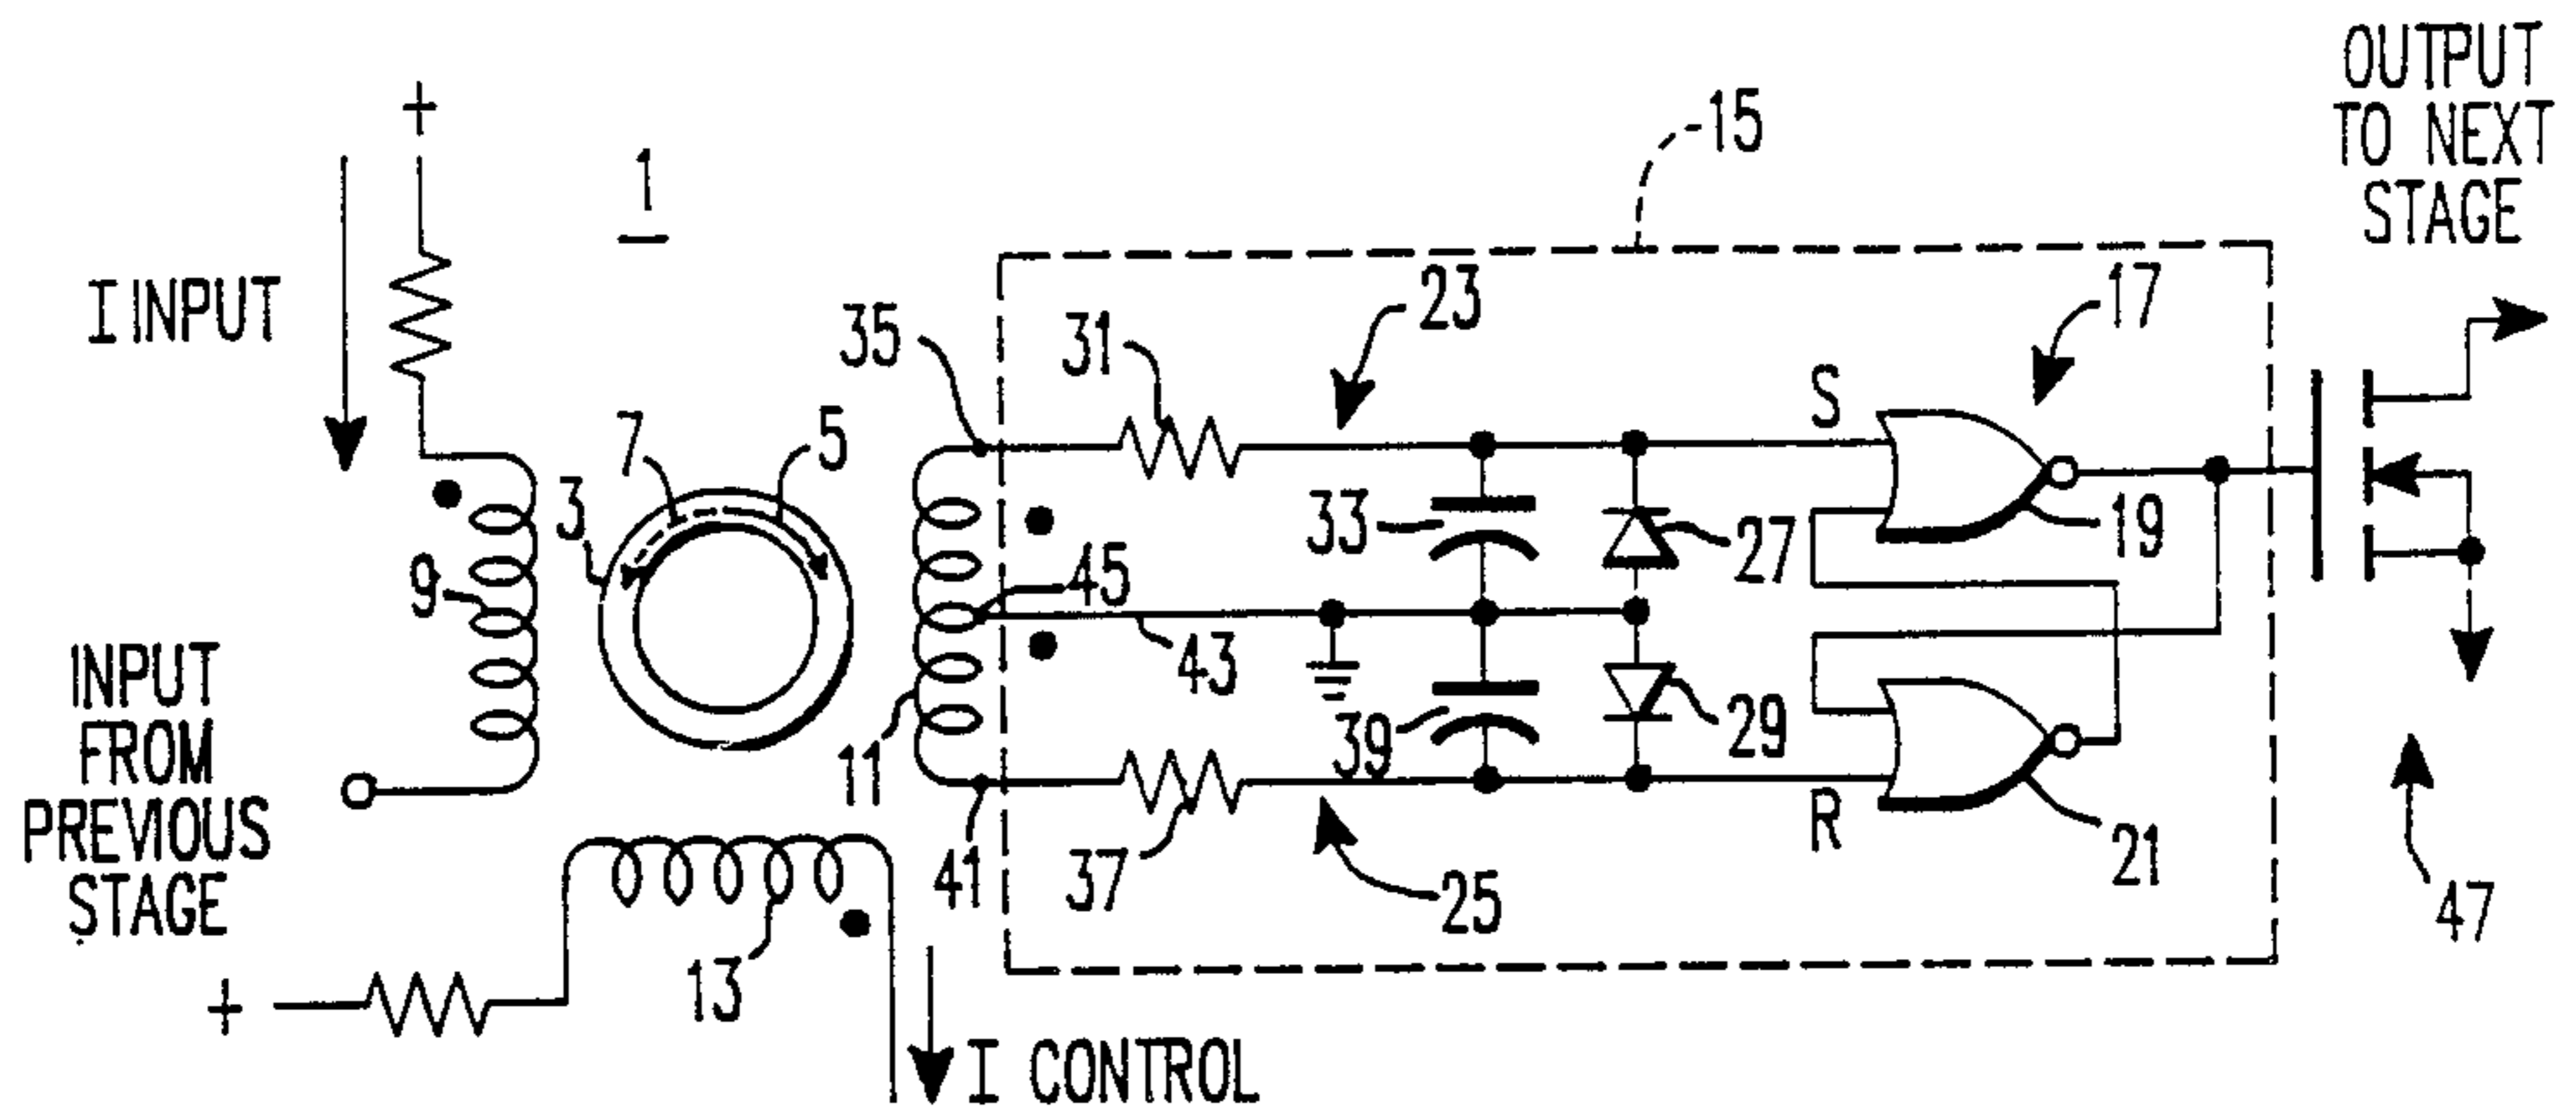 OUTPUT
TO NEXT
STAGE
+
1
15
I INPUT
35
31
23
17
S
7
5
3
9
33
27
19
45
43
INPUT
FROM
PREVIOUS
STAGE
11
39
29
R
41
37
25
21
47
13
+
I CONTROL